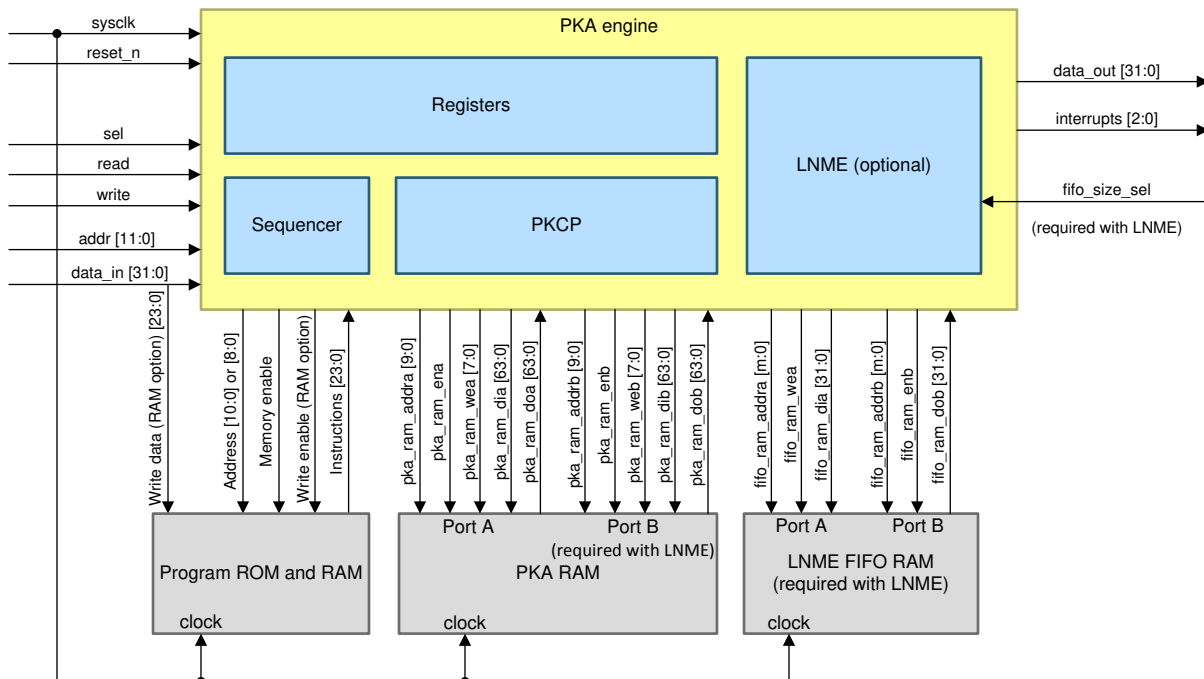 sysclk
PKA engine
reset_n
data_out [31:0]
Registers
interrupts [2:0]
sel
read
LNME (optional)
write
fifo_size_sel
Sequencer
PKCP
(required with LNME)
addr [11:0]
data_in [31:0]
Write data (RAM option) [23:0]
Address [10:0] or [8:0]
Memory enable
Write enable (RAM option)
Instructions [23:0]
pka_ram_addra [9:0]
pka_ram_ena
pka_ram_wea [7:0]
pka_ram_dia [63:0]
pka_ram_doa [63:0]
pka_ram_addrb [9:0]
pka_ram_enb
pka_ram_web [7:0]
pka_ram_dib [63:0]
pka_ram_dob [63:0]
fifo_ram_addra [m:0]
fifo_ram_wea
fifo_ram_dia [31:0]
fifo_ram_addrb [m:0]
fifo_ram_enb
fifo_ram_dob [31:0]
Port A
Port B
(required with LNME)
Port A
Port B
Program ROM and RAM
PKA RAM
LNME FIFO RAM
(required with LNME)
clock
clock
clock